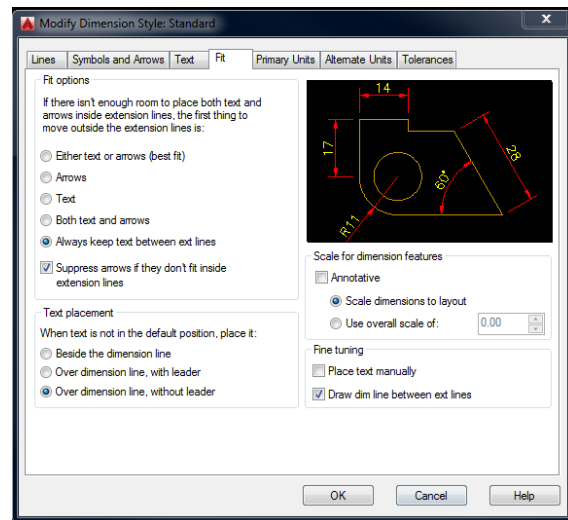 Modify Dimension Style: Standard
X
Lines Symbols and Arrows Text Fit Primary Units Alternate Units Tolerances
Fit options
If there isn't enough room to place both text and
arrows inside extension lines, the first thing to
move outside the extension lines is:
Either text or arrows (best fit)
Arrows
Text
Both text and arrows
Always keep text between ext lines
Suppress arrows if they don't fit inside
extension lines
Text placement
When text is not in the default position, place it:
Beside the dimension line
Over dimension line, with leader
Over dimension line, without leader
14
17
28
60°
R11
Scale for dimension features
Annotative
Scale dimensions to layout
Use overall scale of: 0.00
Fine tuning
Place text manually
Draw dim line between ext lines
OK Cancel Help